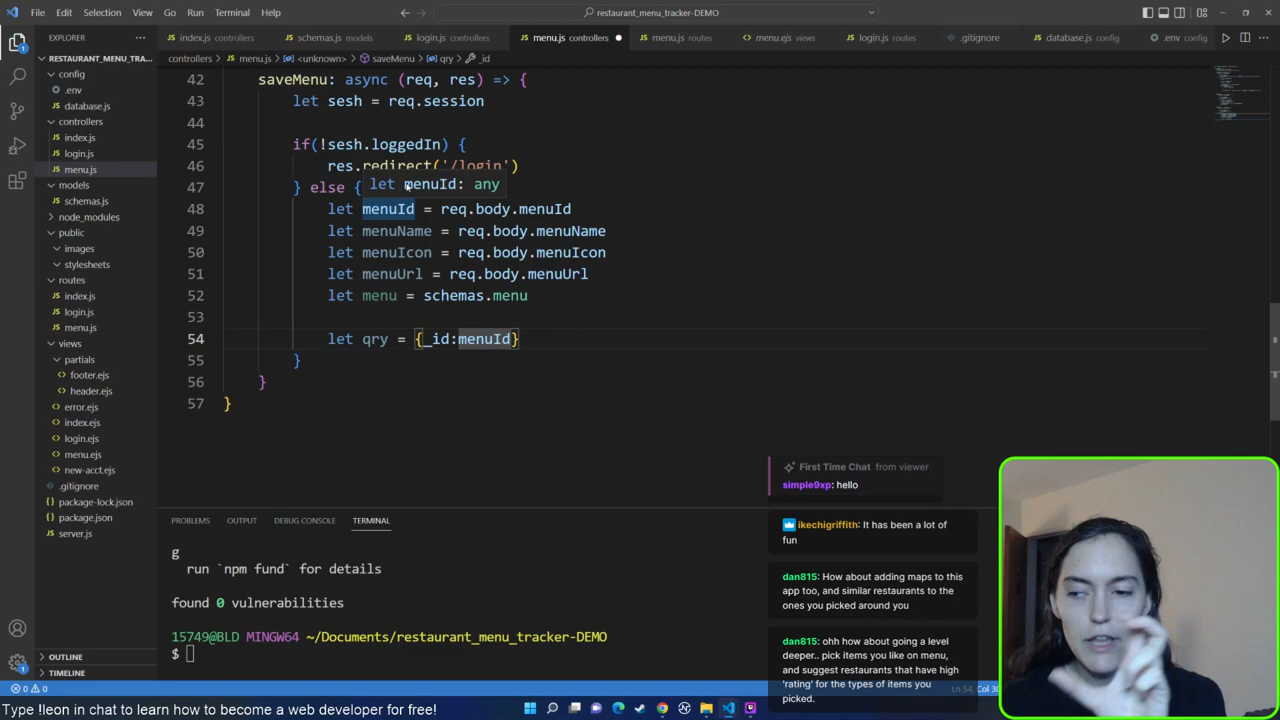 File Edit Selection View Go Run Terminal Help
restaurant_menu_tracker-DEMO
EXPLORER
index.js controllers
schemas.js models
login.js controllers
menu.js controllers
menu.js routes
menu.ejs views
login.js routes
.gitignore
database.js config
.env config
controllers > menu.js > <unknown> > saveMenu > qry > _id
RESTAURANT_MENU_TRA...
config
.env
database.js
controllers
index.js
login.js
menu.js
models
schemas.js
node_modules
public
images
stylesheets
routes
index.js
login.js
menu.js
views
partials
footer.ejs
header.ejs
error.ejs
index.ejs
login.ejs
menu.ejs
new-acct.ejs
.gitignore
package-lock.json
package.json
server.js
OUTLINE
TIMELINE
42 saveMenu: async (req, res) => {
43 let sesh = req.session
44
45 if(!sesh.loggedIn) {
46 res.redirect('/login')
47 } else {
let menuId: any
48 let menuId = req.body.menuId
49 let menuName = req.body.menuName
50 let menuIcon = req.body.menuIcon
51 let menuUrl = req.body.menuUrl
52 let menu = schemas.menu
53
54 let qry = {_id:menuId}
55 }
56 }
57 }
PROBLEMS OUTPUT DEBUG CONSOLE TERMINAL
g
run `npm fund` for details
found 0 vulnerabilities
15749@BLD MINGW64 ~/Documents/restaurant_menu_tracker-DEMO
$
First Time Chat from viewer
simple9xp: hello
ikechigriffith: It has been a lot of
fun
dan815: How about adding maps to this
app too, and similar restaurants to the
ones you picked around you
dan815: ohh how about going a level
deeper.. pick items you like on menu,
and suggest restaurants that have high
'rating' for the types of items you
picked.
0 0
Ln 54, Col 30
Type !leon in chat to learn how to become a web developer for free!